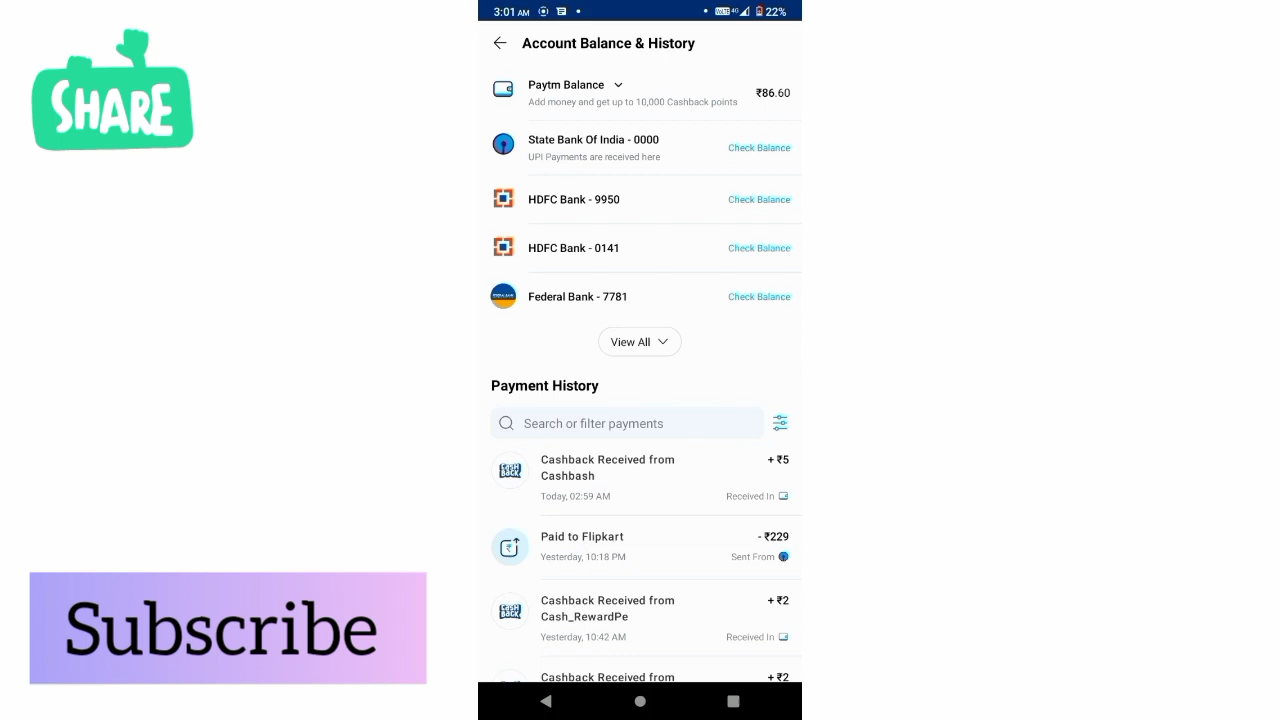 SHARE
3:01 AM
22%
Account Balance & History
Paytm Balance
Add money and get up to 10,000 Cashback points
₹86.60
State Bank Of India - 0000
UPI Payments are received here
Check Balance
HDFC Bank - 9950
Check Balance
HDFC Bank - 0141
Check Balance
Federal Bank - 7781
Check Balance
View All
Payment History
Search or filter payments
CASH BACK
Cashback Received from
Cashbash
+ ₹5
Today, 02:59 AM
Received In
Paid to Flipkart
- ₹229
Yesterday, 10:18 PM
Sent From
CASH BACK
Cashback Received from
Cash_RewardPe
+ ₹2
Yesterday, 10:42 AM
Received In
Cashback Received from
+ ₹2
Subscribe